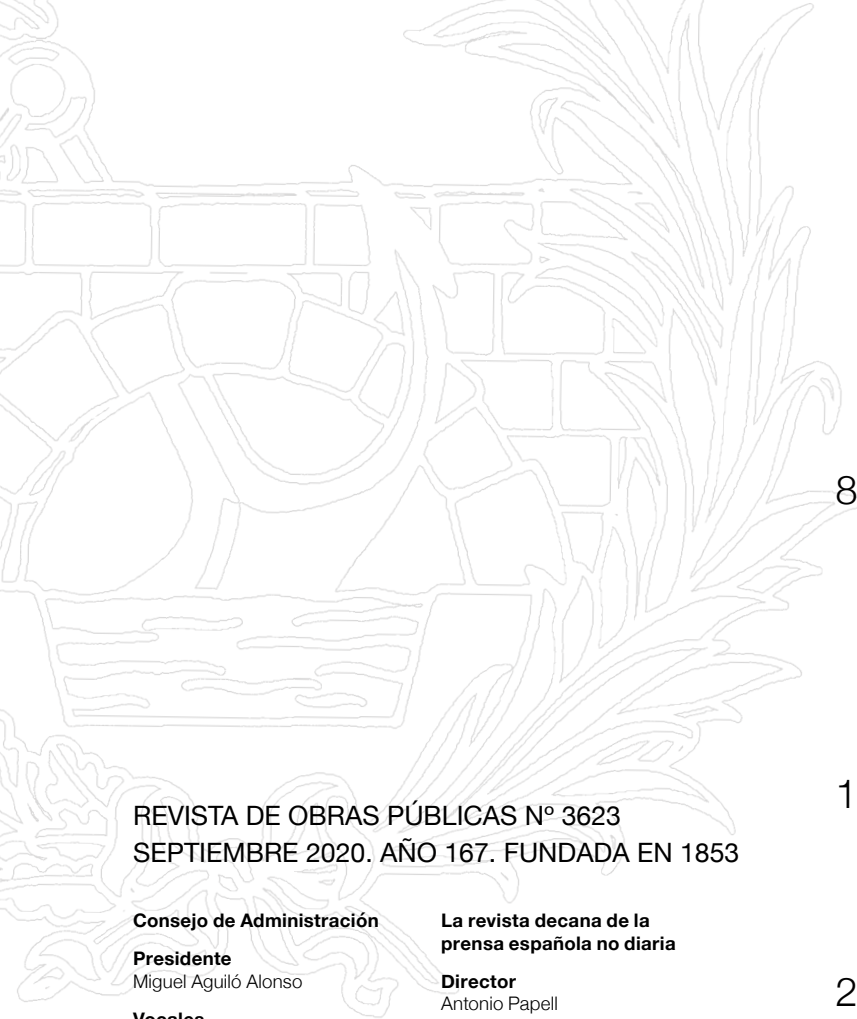 REVISTA DE OBRAS PÚBLICAS Nº 3623
SEPTIEMBRE 2020. AÑO 167. FUNDADA EN 1853
Consejo de Administración
Presidente
Miguel Aguiló Alonso
Vocales
La revista decana de la
prensa española no diaria
Director
Antonio Papell
8
1
2